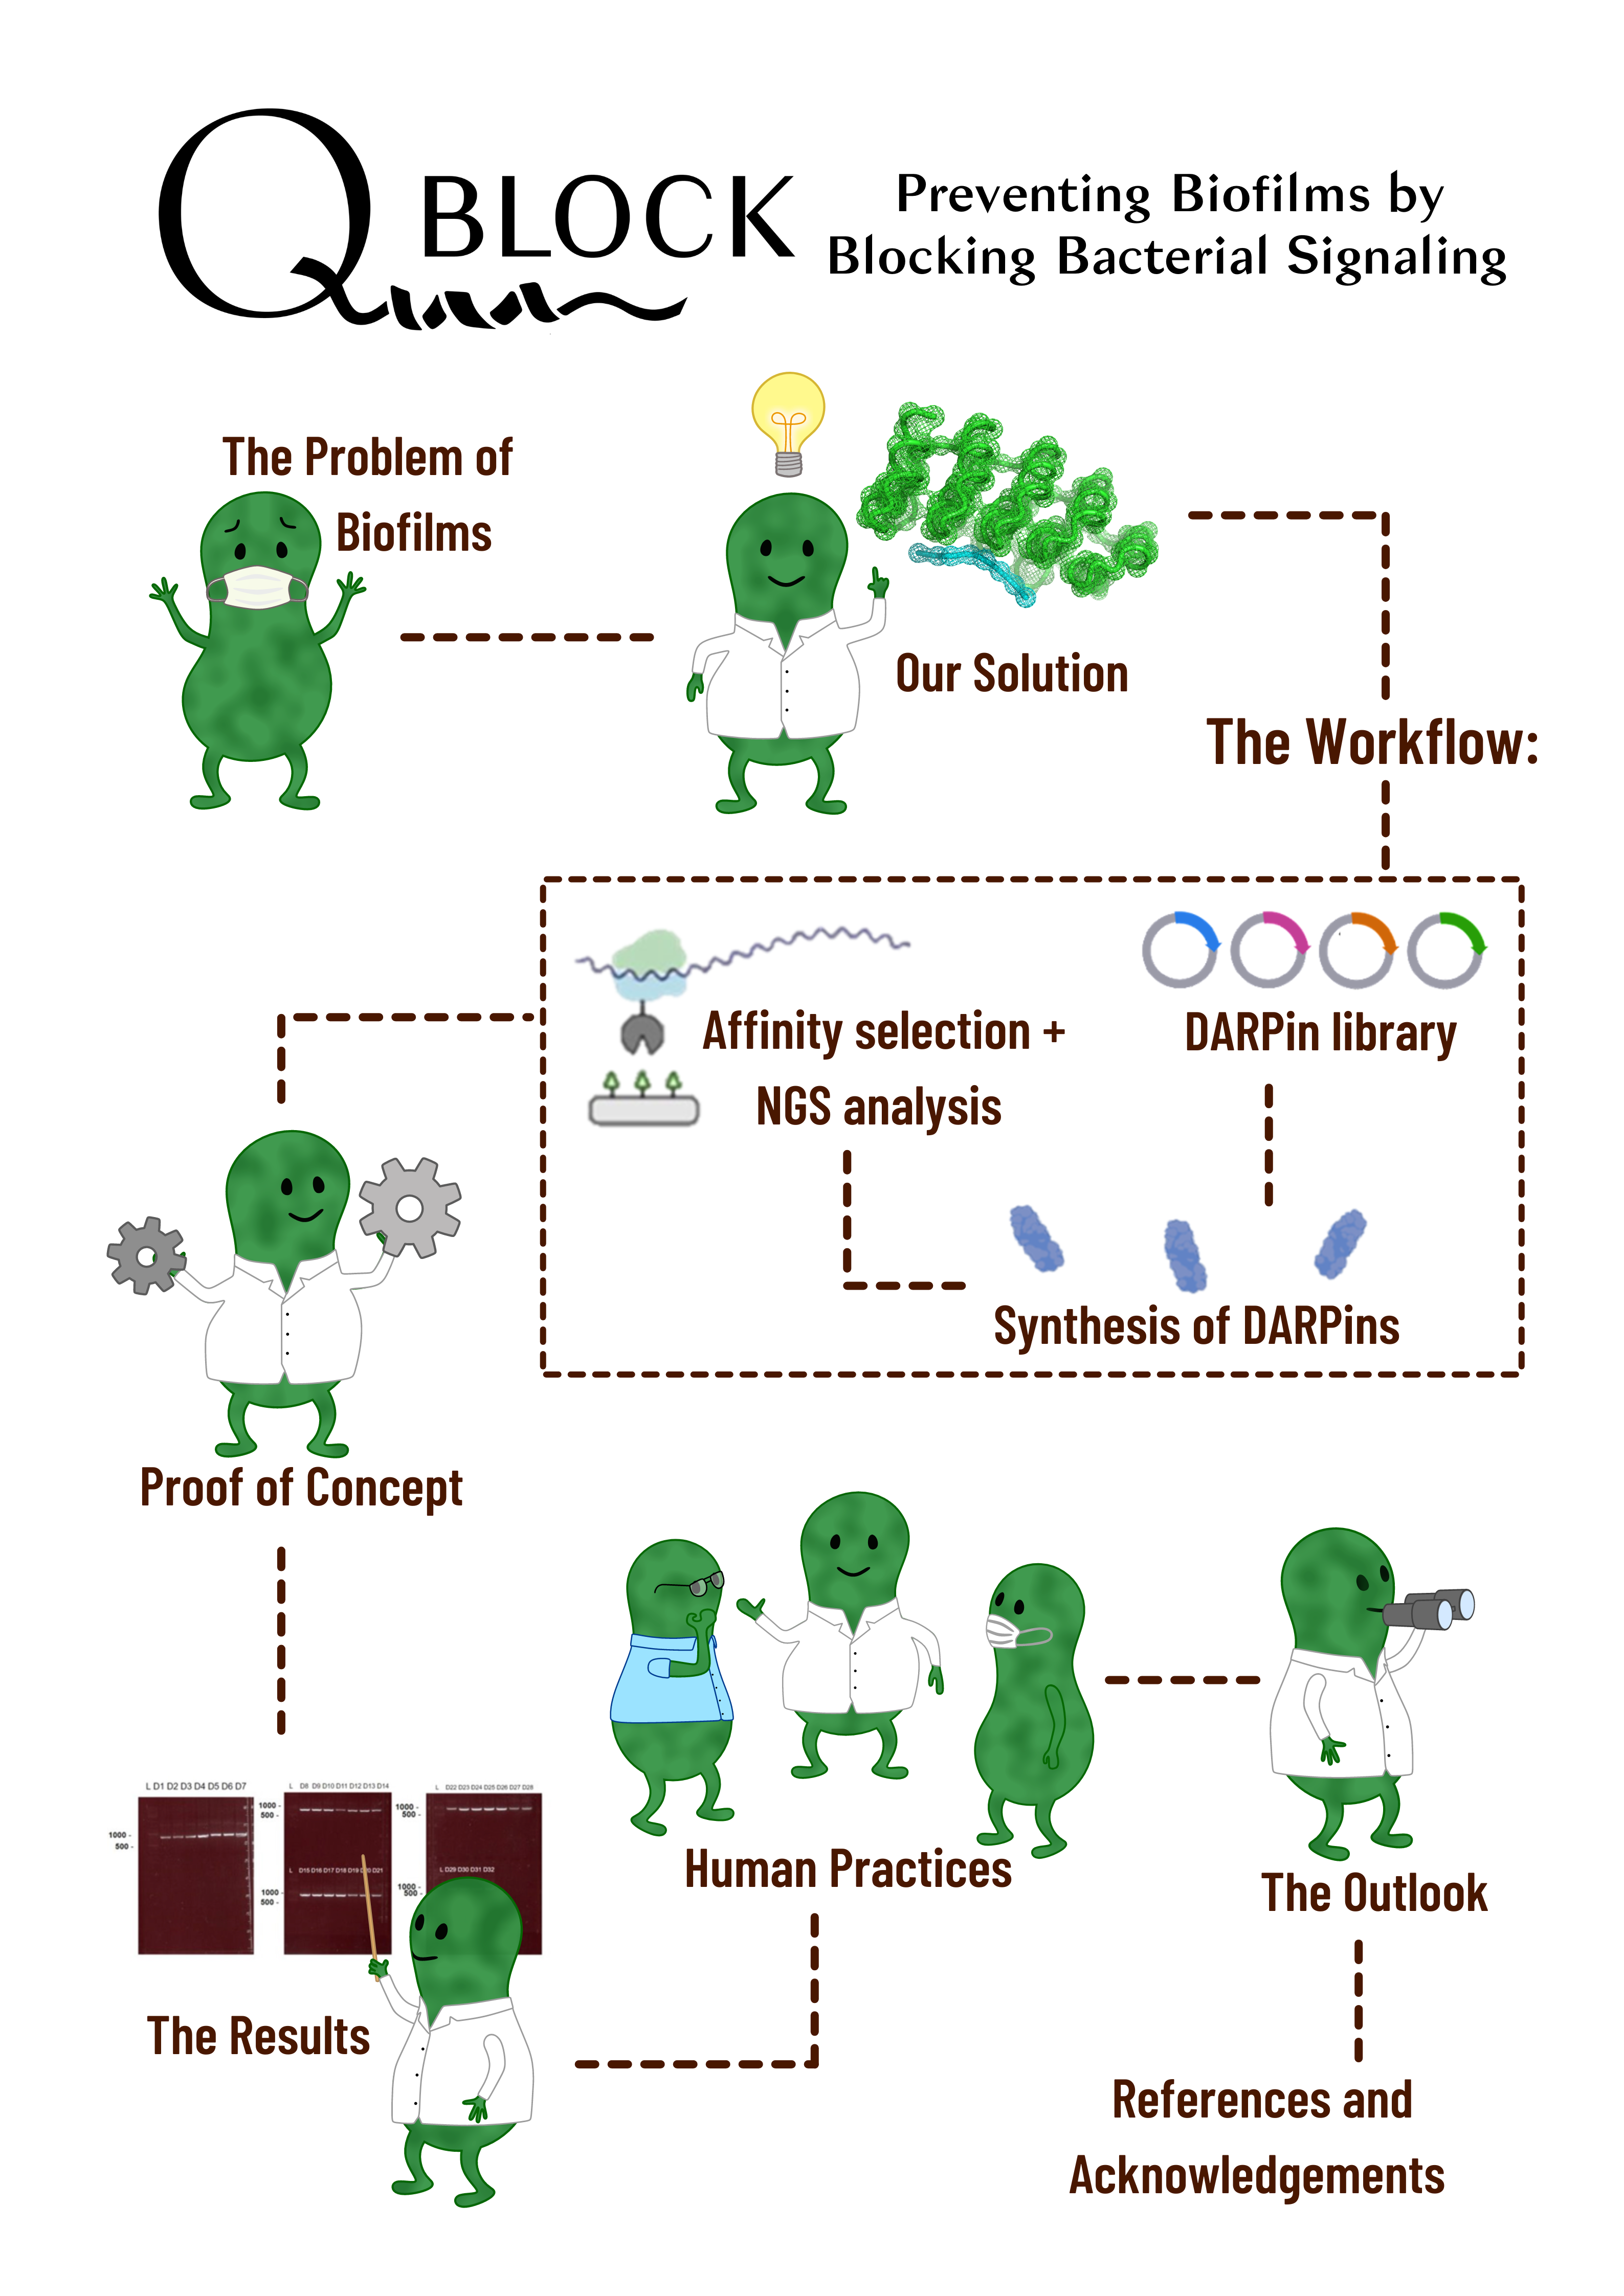 Q BLOCK
Preventing Biofilms by
Blocking Bacterial Signaling
The Problem of
Biofilms
Our Solution
The Workflow:
Affinity selection +
NGS analysis
DARPin library
Synthesis of DARPins
Proof of Concept
L D1 D2 D3 D4 D5 D6 D7
1000 -
500 -
L D8 D9 D10 D11 D12 D13 D14
1000 -
500 -
L D15 D16 D17 D18 D19 D20 D21
1000 -
500 -
L D22 D23 D24 D25 D26 D27 D28
1000 -
500 -
L D29 D30 D31 D32
1000 -
500 -
The Results
Human Practices
The Outlook
References and
Acknowledgements